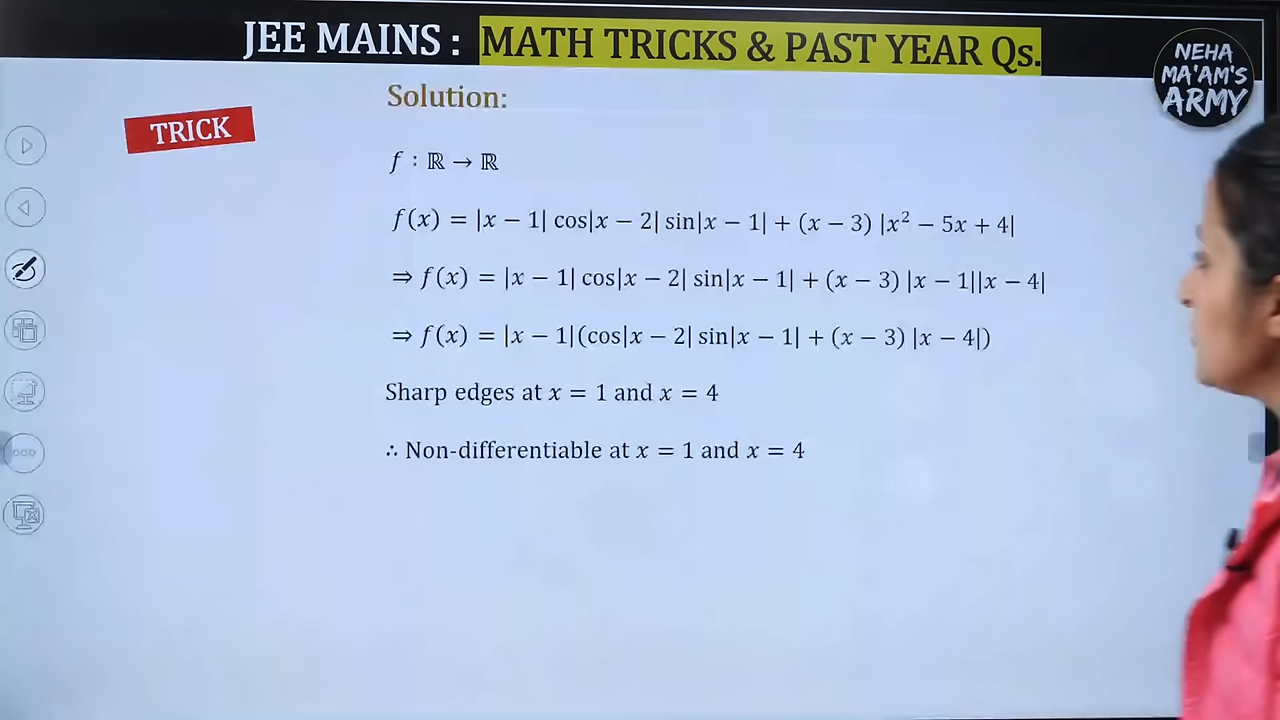 JEE MAINS : MATH TRICKS & PAST YEAR Qs.
NEHA
MA'AM'S
ARMY
Solution:
TRICK
f : ℝ → ℝ
f(x) = |x − 1| cos|x − 2| sin|x − 1| + (x − 3) |x² − 5x + 4|
⇒ f(x) = |x − 1| cos|x − 2| sin|x − 1| + (x − 3) |x − 1||x − 4|
⇒ f(x) = |x − 1|(cos|x − 2| sin|x − 1| + (x − 3) |x − 4|)
Sharp edges at x = 1 and x = 4
∴ Non-differentiable at x = 1 and x = 4